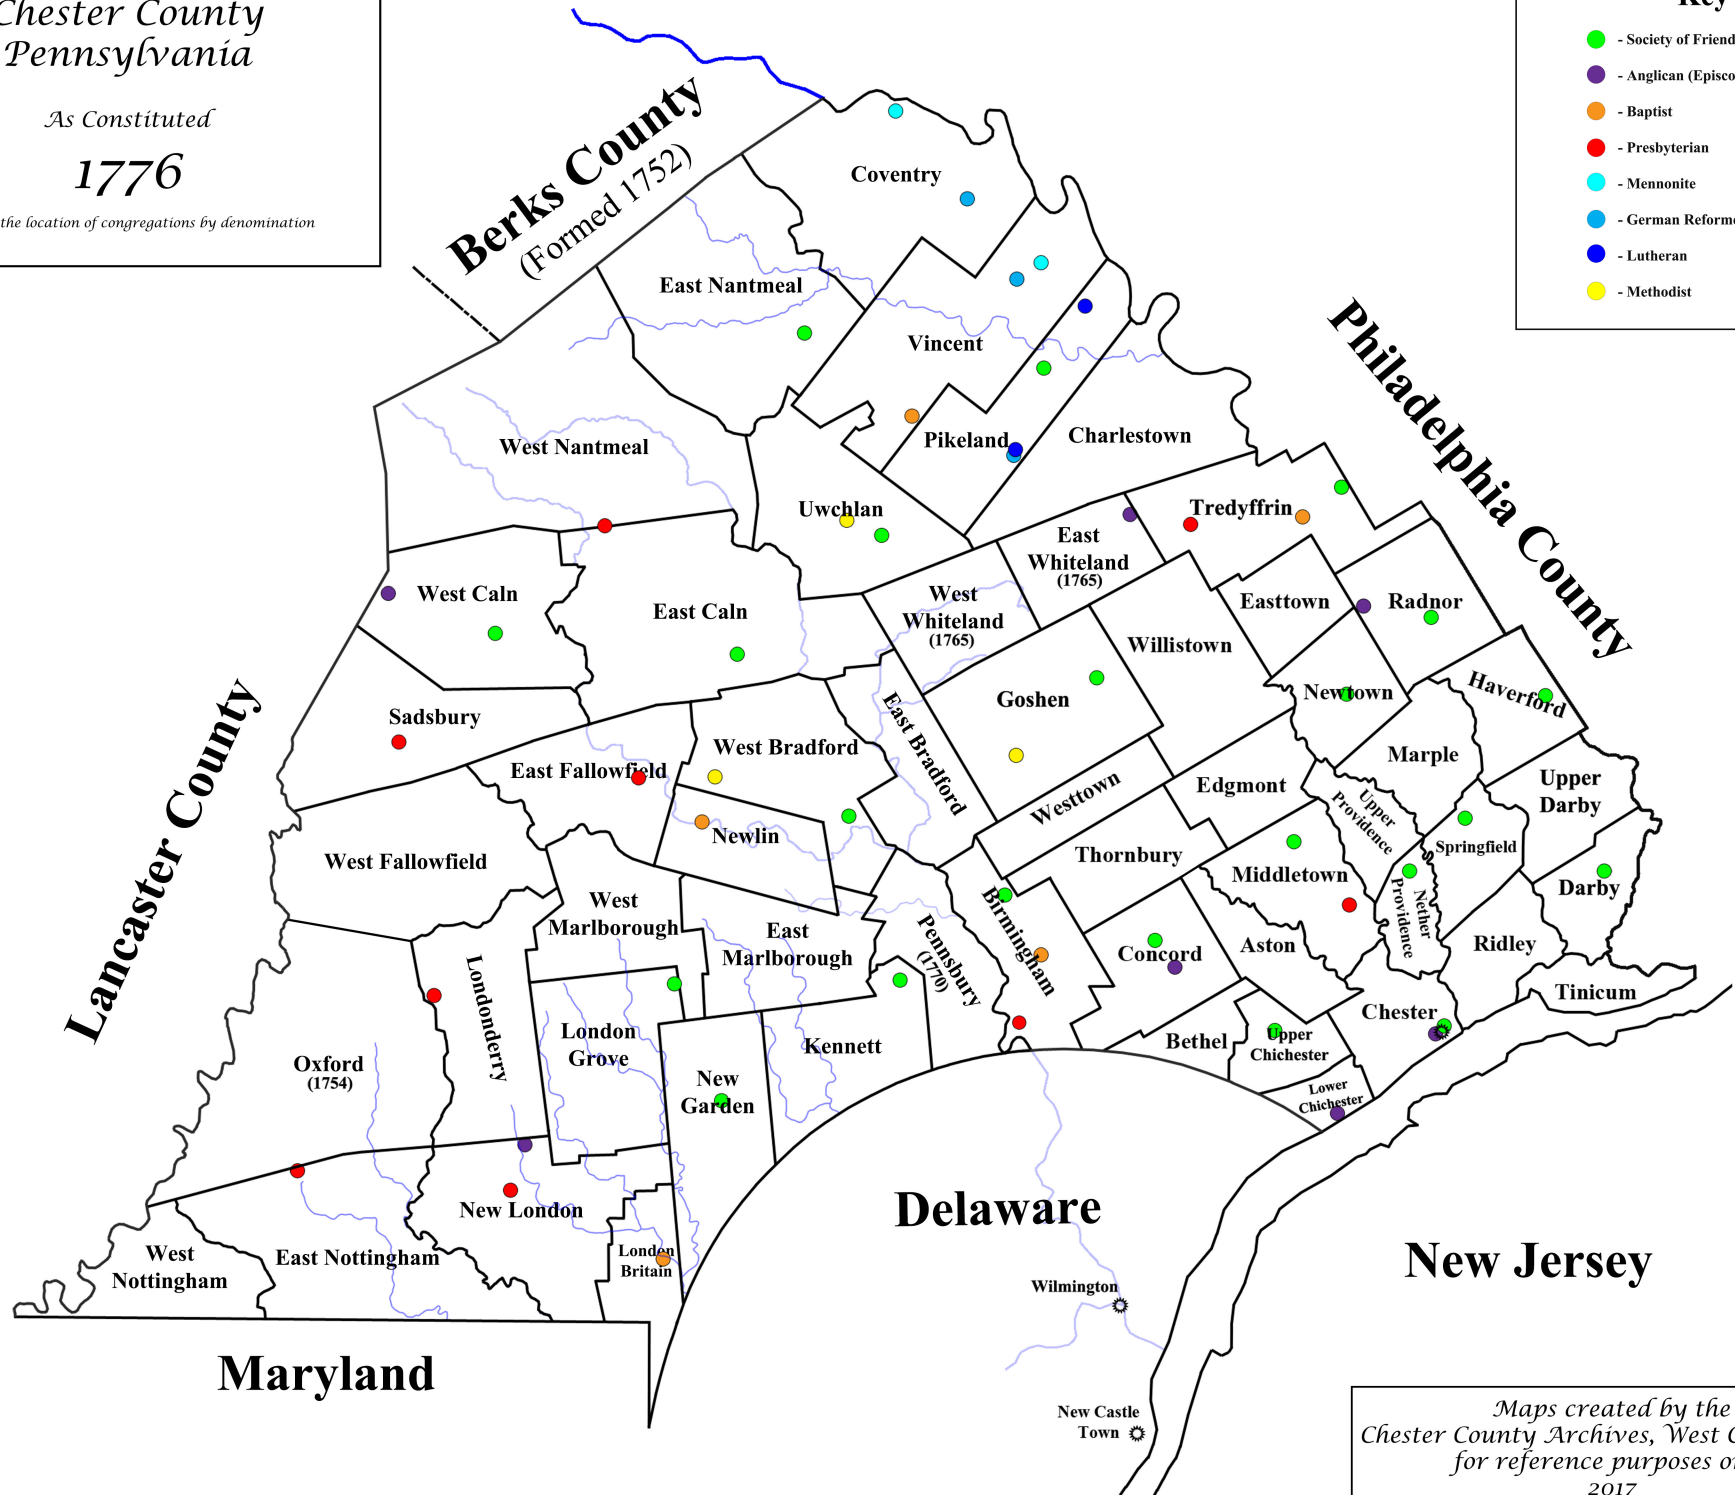 Chester County
Pennsylvania
As Constituted
1776
the location of congregations by denomination
Key
- Society of Friend
- Anglican (Episco
- Baptist
- Presbyterian
- Mennonite
- German Reforme
- Lutheran
- Methodist
Berks County
(Formed 1752)
Philadelphia County
Lancaster County
Coventry
East Nantmeal
Vincent
West Nantmeal
Pikeland
Charlestown
Uwchlan
Tredyffrin
East
Whiteland
(1765)
West Caln
East Caln
West
Whiteland
(1765)
Willistown
Easttown
Radnor
Goshen
Newtown
Haverford
Sadsbury
East Fallowfield
West Bradford
East Bradford
Westtown
Edgmont
Marple
Upper
Darby
Upper
Providence
West Fallowfield
Newlin
Thornbury
Middletown
Springfield
Darby
West
Marlborough
East
Marlborough
Pennsbury
(1770)
Birmingham
Concord
Aston
Nether
Providence
Ridley
Tinicum
Londonderry
Oxford
(1754)
London
Grove
New
Garden
Kennett
Bethel
Upper
Chichester
Chester
Lower
Chichester
New London
West
Nottingham
East Nottingham
London
Britain
Delaware
New Jersey
Wilmington
Maryland
New Castle
Town
Maps created by the
Chester County Archives, West C
for reference purposes o
2017